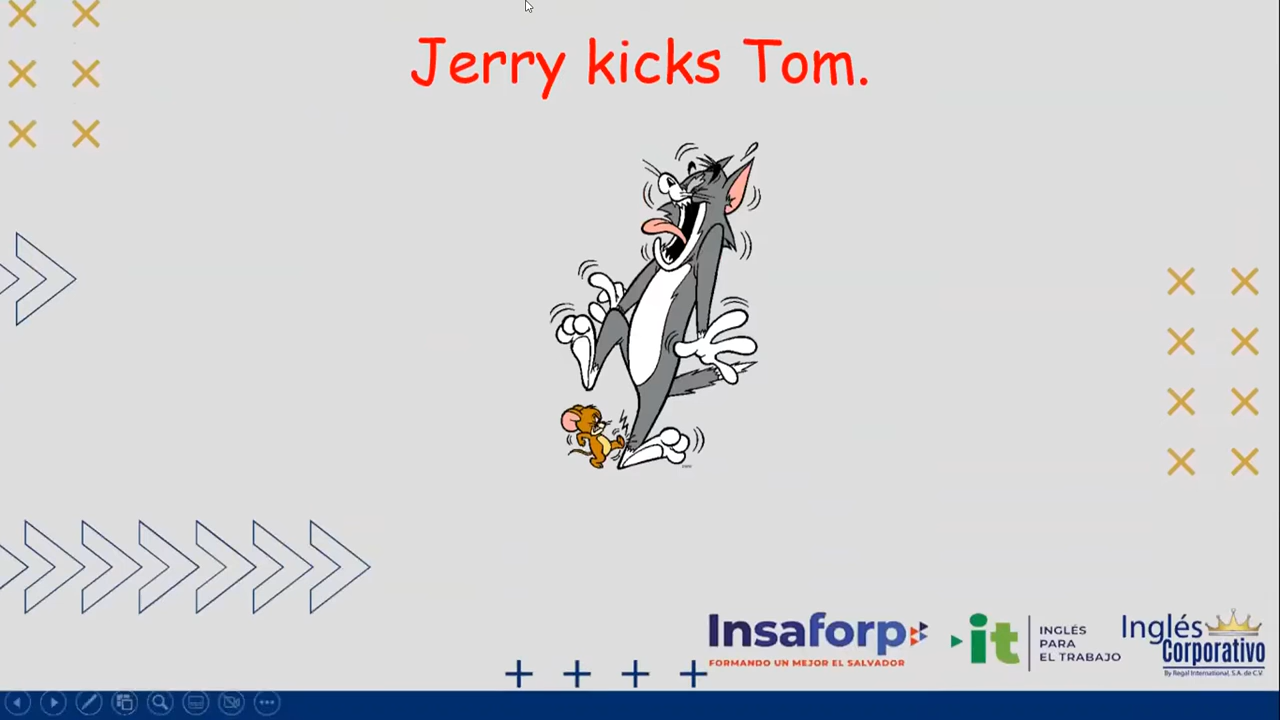 Jerry kicks Tom.
Insaforp
FORMANDO UN MEJOR EL SALVADOR
it
INGLÉS
PARA
EL TRABAJO
Inglés
Corporativo
By Regal International, S.A. de C.V.